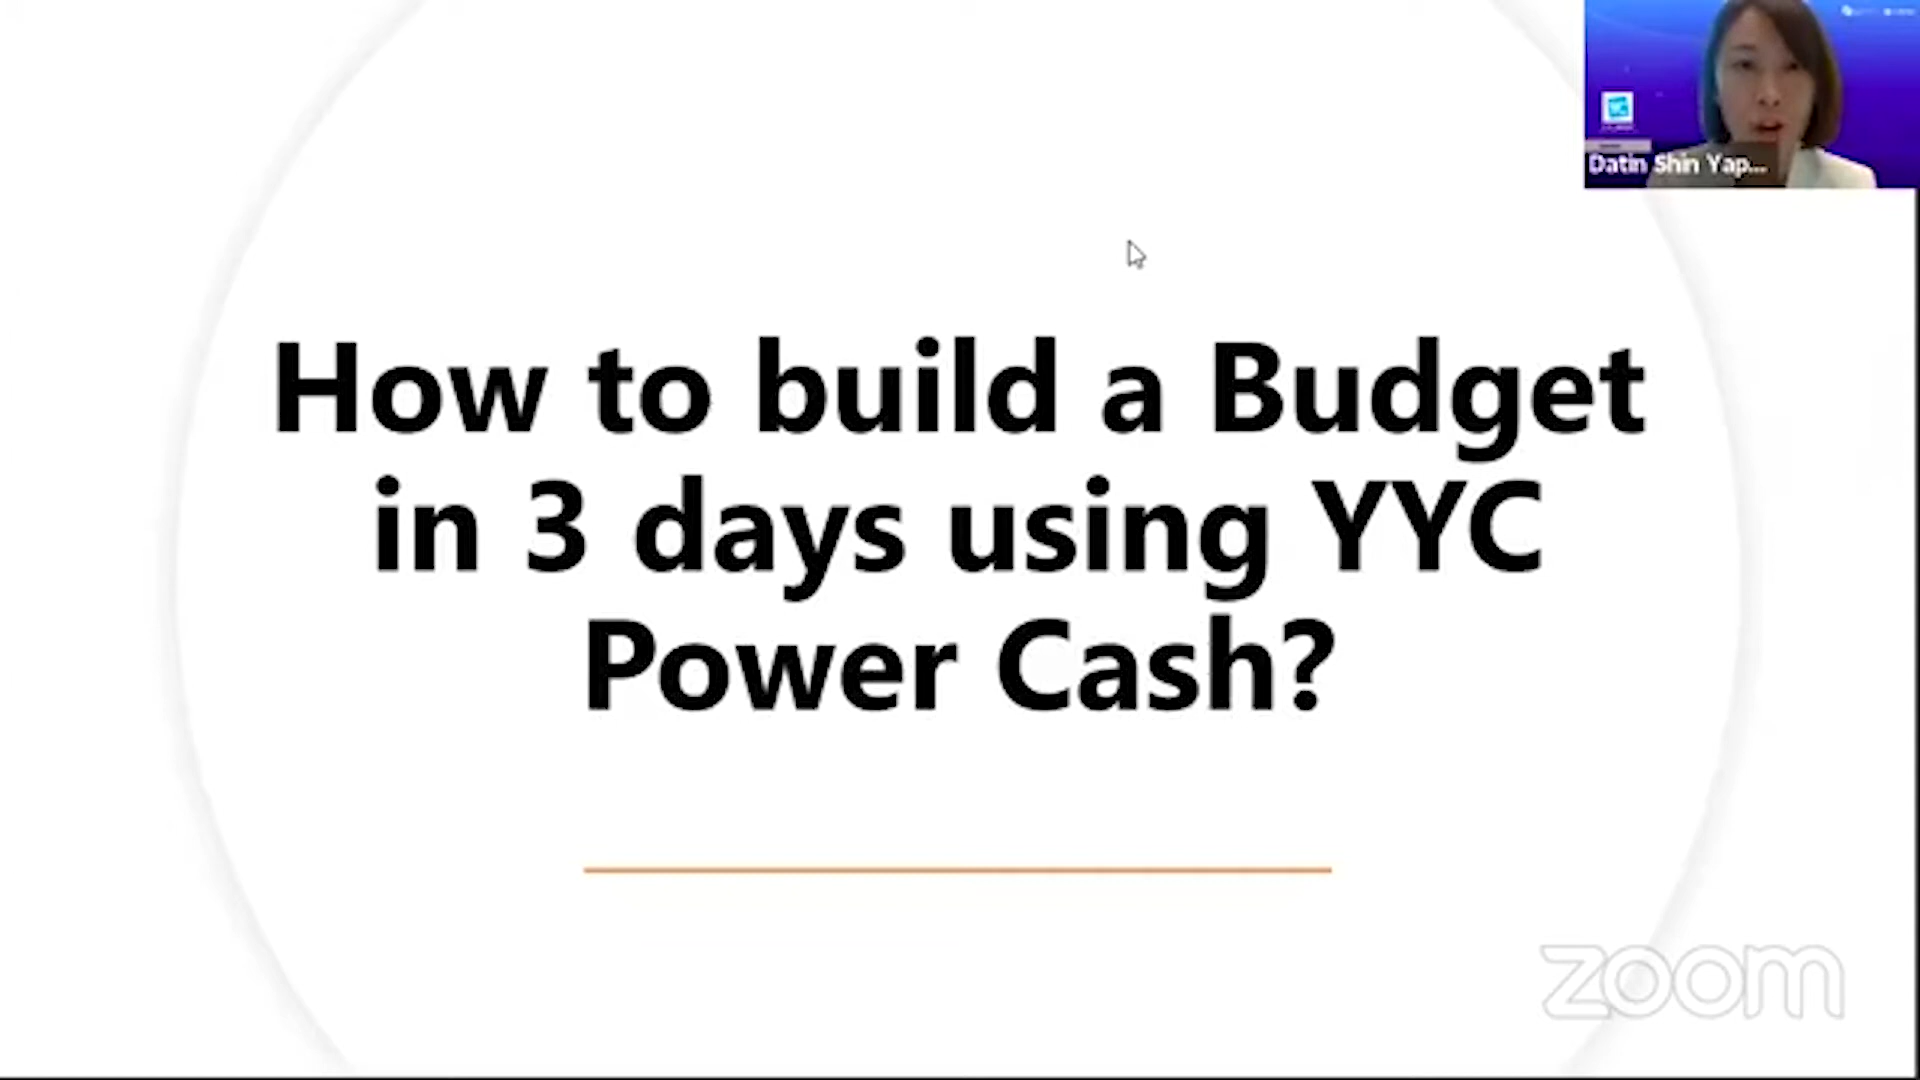 Datin Shin Yap...
How to build a Budget
in 3 days using YYC
Power Cash?
zoom